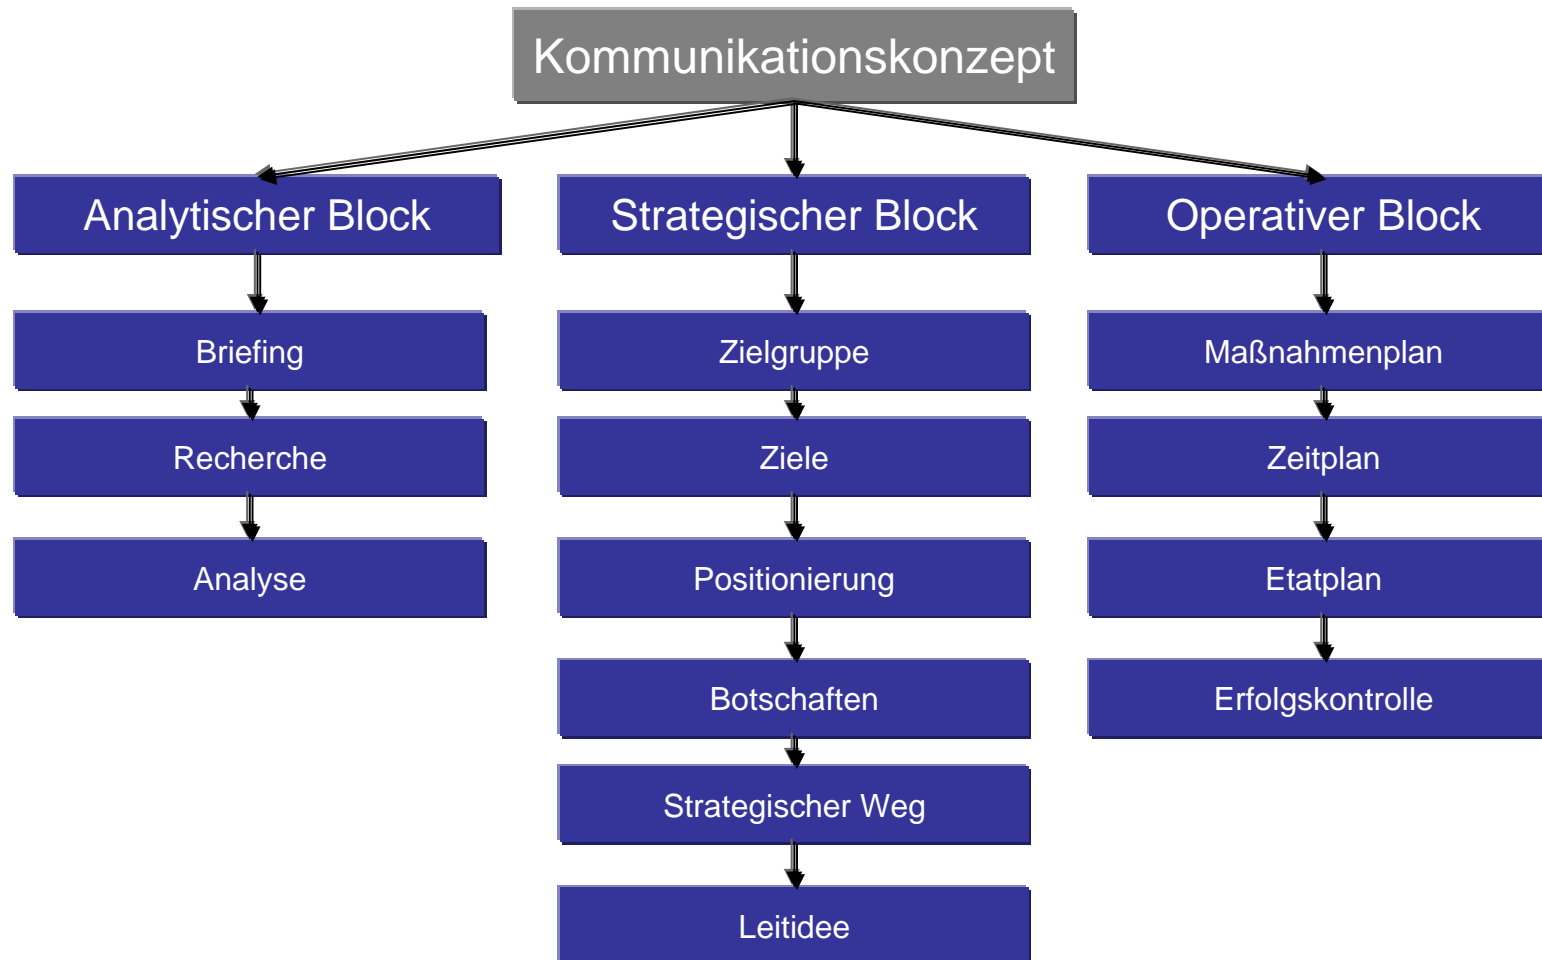 Kommunikationskonzept
Analytischer Block
Strategischer Block
Operativer Block
Briefing
Zielgruppe
Maßnahmenplan
Recherche
Ziele
Zeitplan
Analyse
Positionierung
Etatplan
Botschaften
Erfolgskontrolle
Strategischer Weg
Leitidee